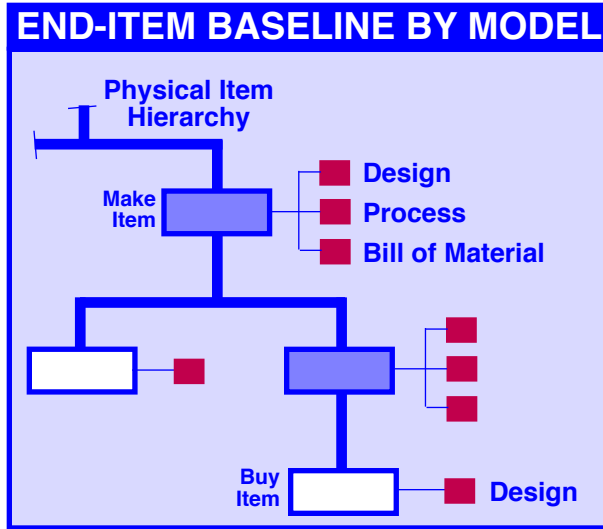 END-ITEM BASELINE BY MODEL
Physical Item
Hierarchy
Make
Item
Design
Process
Bill of Material
Buy
Item
Design